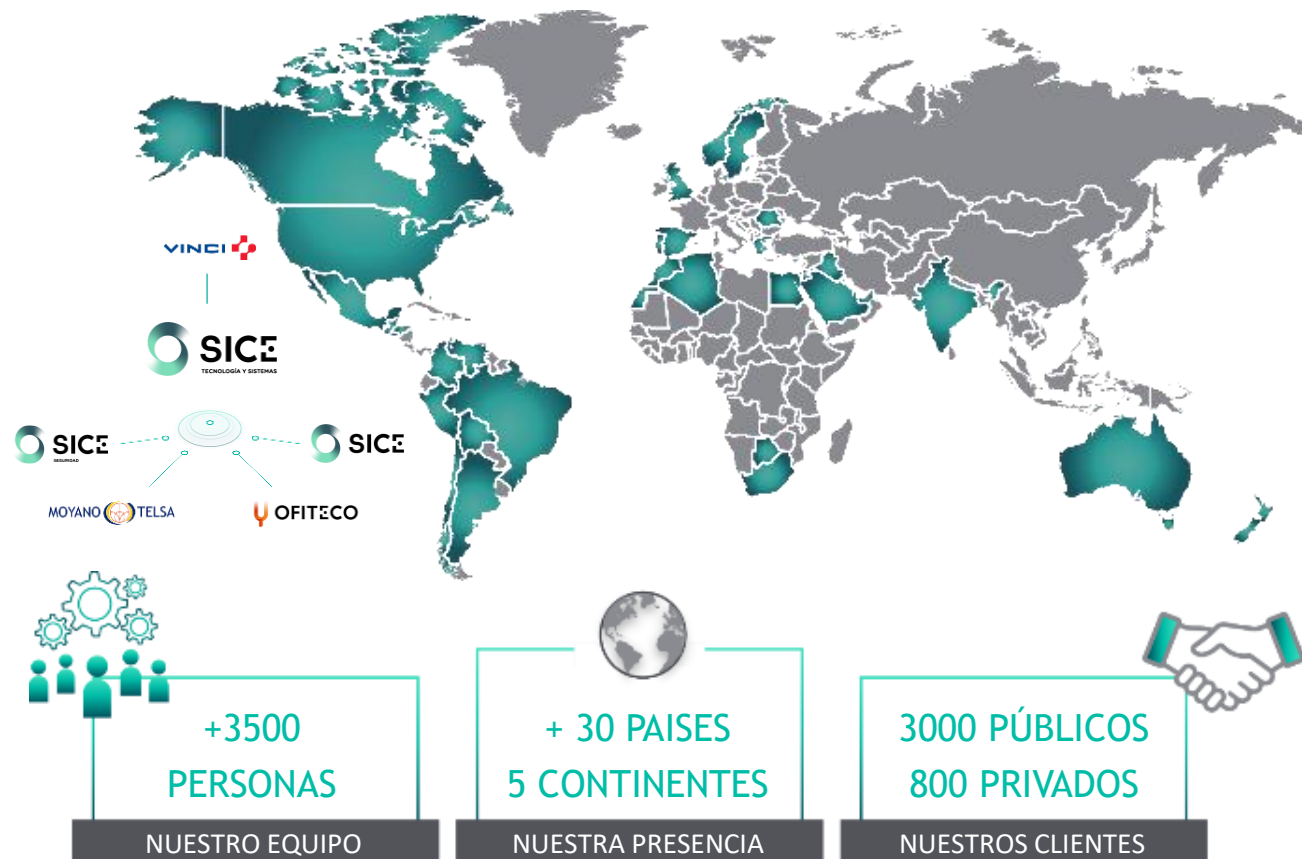 VINCI
SICE
TECNOLOGÍA Y SISTEMAS
SICE
SEGURIDAD
SICE
MOYANO TELSA
OFITECO
+3500
PERSONAS
NUESTRO EQUIPO
+ 30 PAISES
5 CONTINENTES
NUESTRA PRESENCIA
3000 PÚBLICOS
800 PRIVADOS
NUESTROS CLIENTES